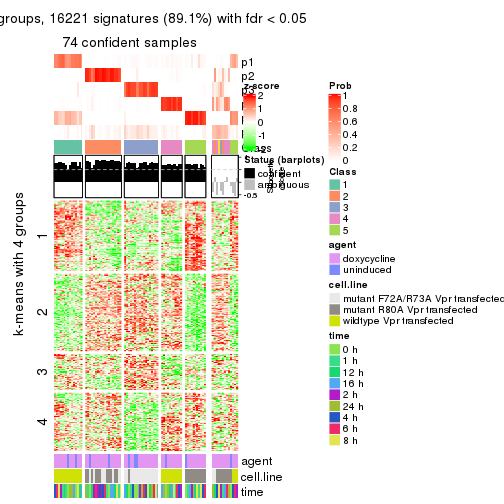 groups, 16221 signatures (89.1%) with fdr < 0.05
74 confident samples
p1
p2
p3
z-score
2
1
0
-1
Class
Status (barplots)
confident
ambiguous
-0.5
k-means with 4 groups
1
2
3
4
agent
cell.line
time
Prob
1
0.8
0.6
0.4
0.2
0
Class
1
2
3
4
5
agent
doxycycline
uninduced
cell.line
mutant F72A/R73A Vpr transfected
mutant R80A Vpr transfected
wildtype Vpr transfected
time
0 h
1 h
12 h
16 h
2 h
24 h
4 h
6 h
8 h